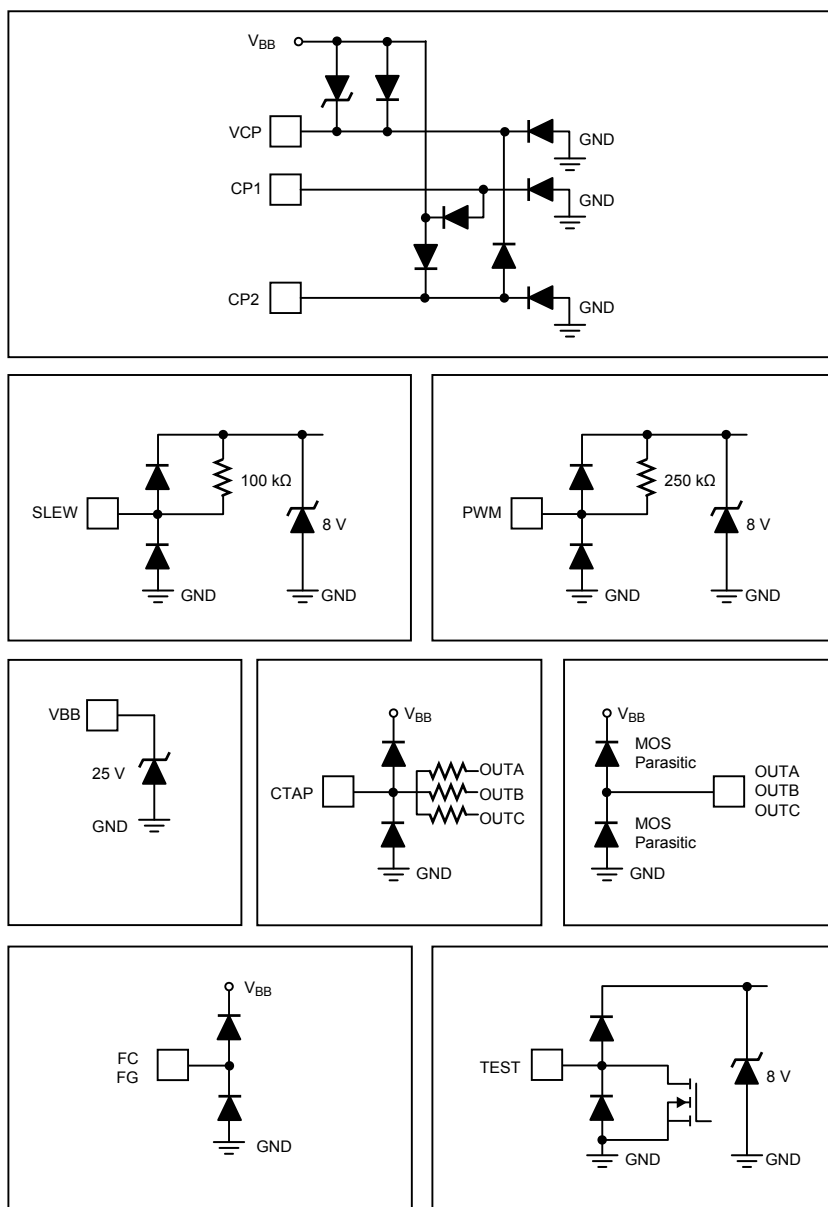 VBB
VCP
GND
CP1
GND
CP2
GND
SLEW
100 kΩ
8 V
GND
GND
PWM
250 kΩ
8 V
GND
GND
VBB
25 V
GND
VBB
CTAP
OUTA
OUTB
OUTC
GND
VBB
MOS
Parasitic
OUTA
OUTB
OUTC
MOS
Parasitic
GND
VBB
FC
FG
GND
TEST
8 V
GND
GND